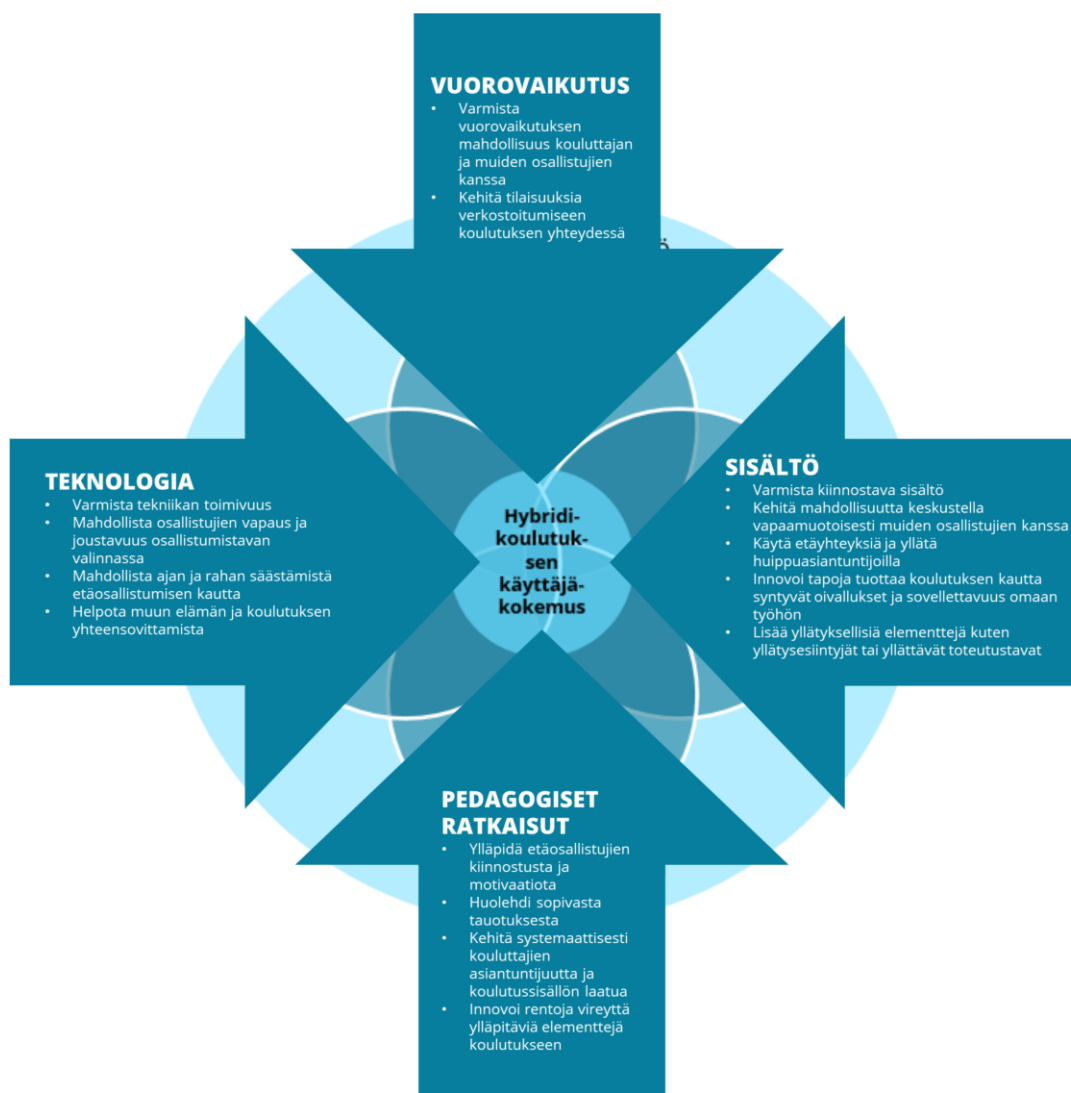 VUOROVAIKUTUS
• Varmista
vuorovaikutuksen
mahdollisuus kouluttajan
ja muiden osallistujien
kanssa
• Kehitä tilaisuuksia
verkostoitumiseen
koulutuksen yhteydessä
TEKNOLOGIA
• Varmista tekniikan toimivuus
• Mahdollista osallistujien vapaus ja
joustavuus osallistumistavan
valinnassa
• Mahdollista ajan ja rahan säästämistä
etäosallistumisen kautta
• Helpota muun elämän ja koulutuksen
yhteensovittamista
Hybridi-
koulutuk-
sen
käyttäjä-
kokemus
SISÄLTÖ
• Varmista kiinnostava sisältö
• Kehitä mahdollisuutta keskustella
vapaamuotoisesti muiden osallistujien kanssa
• Käytä etäyhteyksiä ja yllätä
huippuasiantuntijoilla
• Innovoi tapoja tuottaa koulutuksen kautta
syntyvät oivallukset ja sovellettavuus omaan
työhön
• Lisää yllätyksellisiä elementtejä kuten
yllätysesiintyjät tai yllättävät toteutustavat
PEDAGOGISET
RATKAISUT
• Ylläpidä etäosallistujien
kiinnostusta ja
motivaatiota
• Huolehdi sopivasta
tauotuksesta
• Kehitä systemaattisesti
kouluttajien
asiantuntijuutta ja
koulutussisällön laatua
• Innovoi rentoja vireyttä
ylläpitäviä elementtejä
koulutukseen